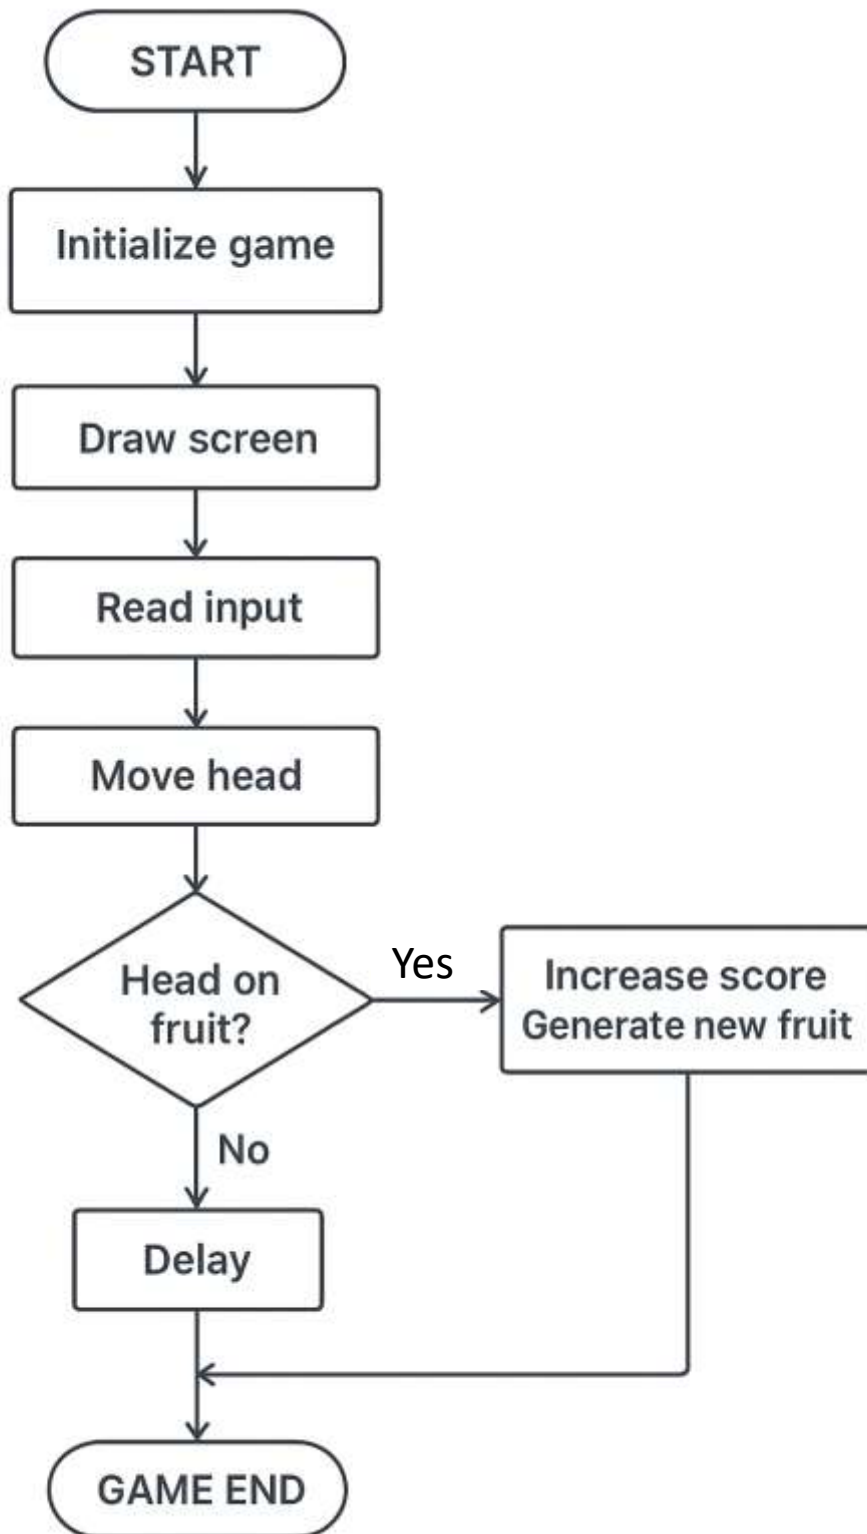 START
Initialize game
Draw screen
Read input
Move head
Head on
fruit?
Yes
Increase score
Generate new fruit
No
Delay
GAME END